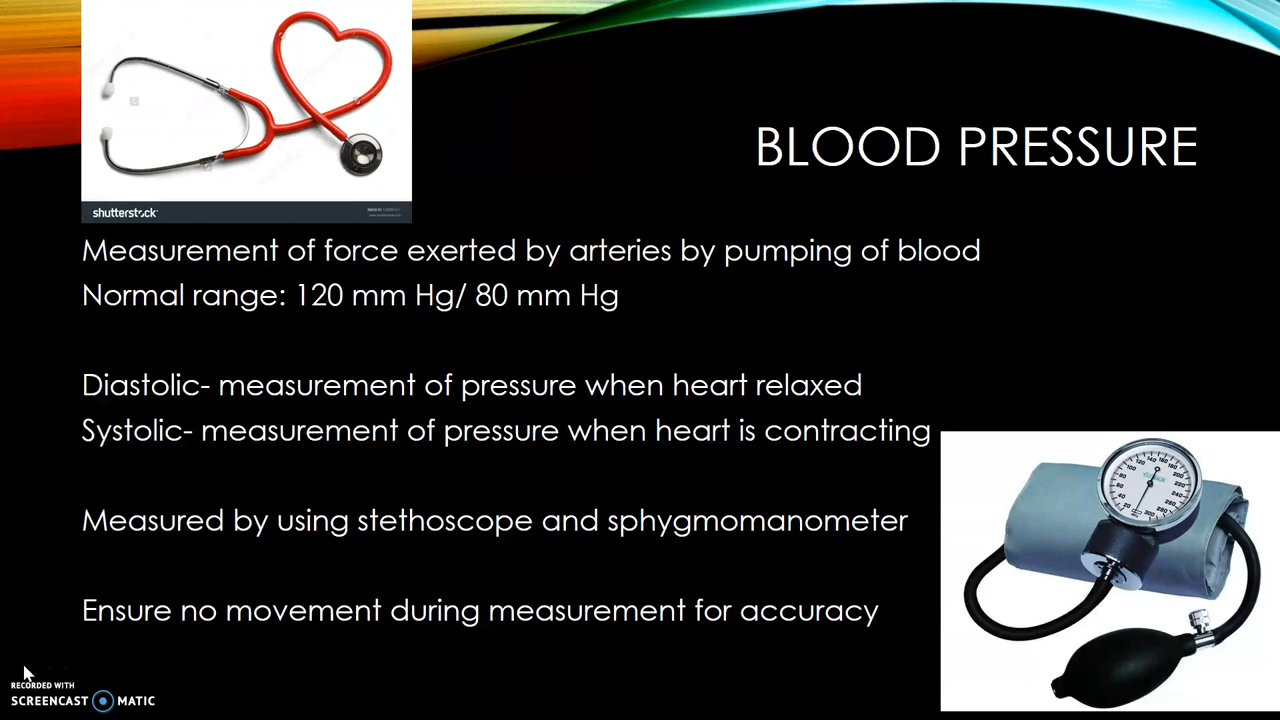 shutterstock
BLOOD PRESSURE
Measurement of force exerted by arteries by pumping of blood
Normal range: 120 mm Hg/ 80 mm Hg
Diastolic- measurement of pressure when heart relaxed
Systolic- measurement of pressure when heart is contracting
Measured by using stethoscope and sphygmomanometer
Ensure no movement during measurement for accuracy
RECORDED WITH
SCREENCAST MATIC